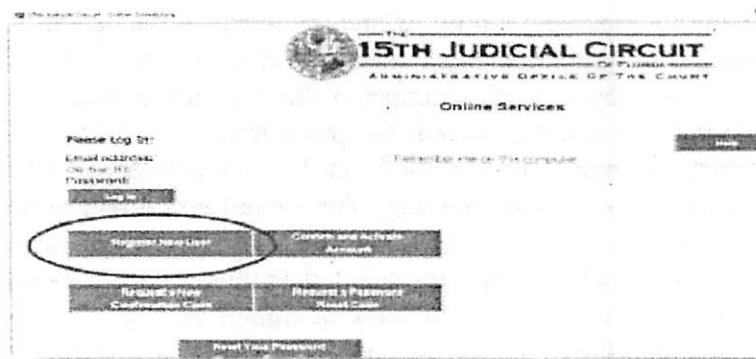 THE
15TH JUDICIAL CIRCUIT
OF FLORIDA
ADMINISTRATIVE OFFICE OF THE COURT
Online Services
Please Log In:
Help
Email Address:
Remember me on this computer
Password:
Log In
Register New User
Confirm and Activate
Account
Request New
Confirmation Code
Request Password
Reset Code
Reset Your Password